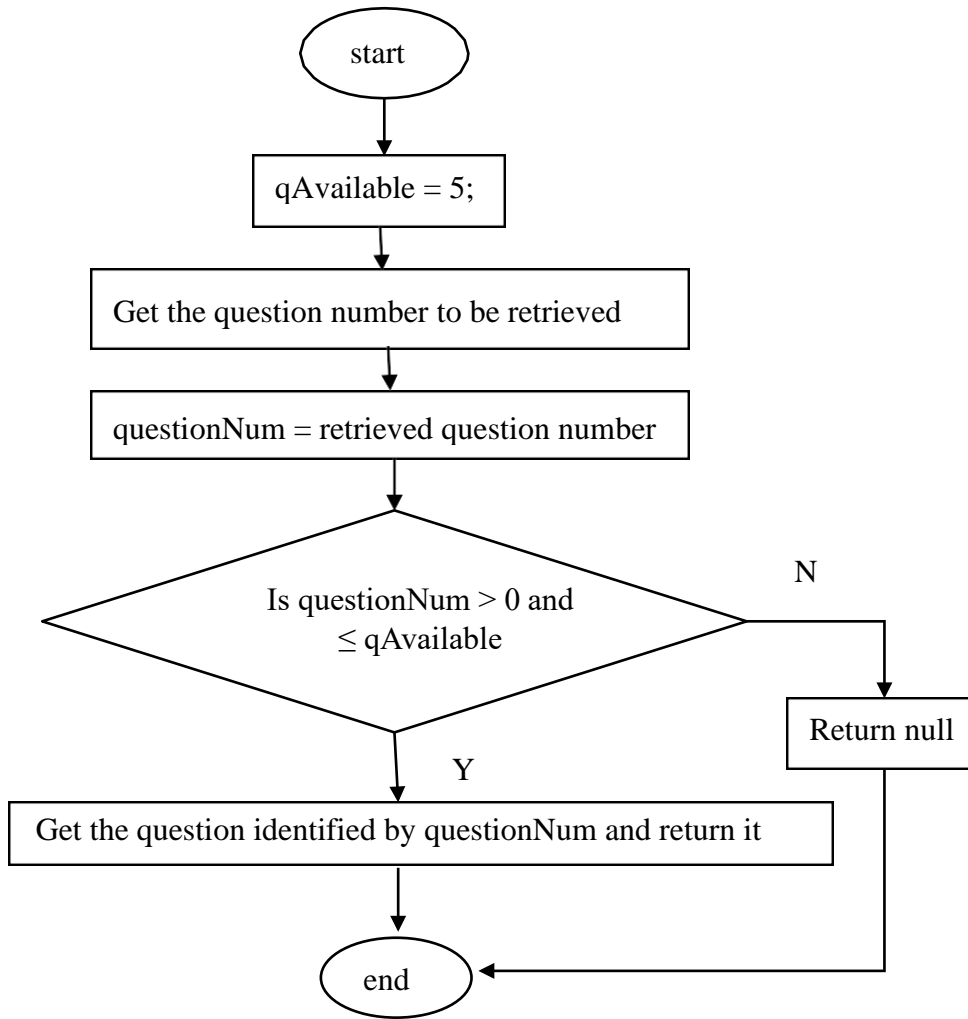 start
qAvailable = 5;
Get the question number to be retrieved
questionNum = retrieved question number
Is questionNum > 0 and
≤ qAvailable
N
Return null
Y
Get the question identified by questionNum and return it
end